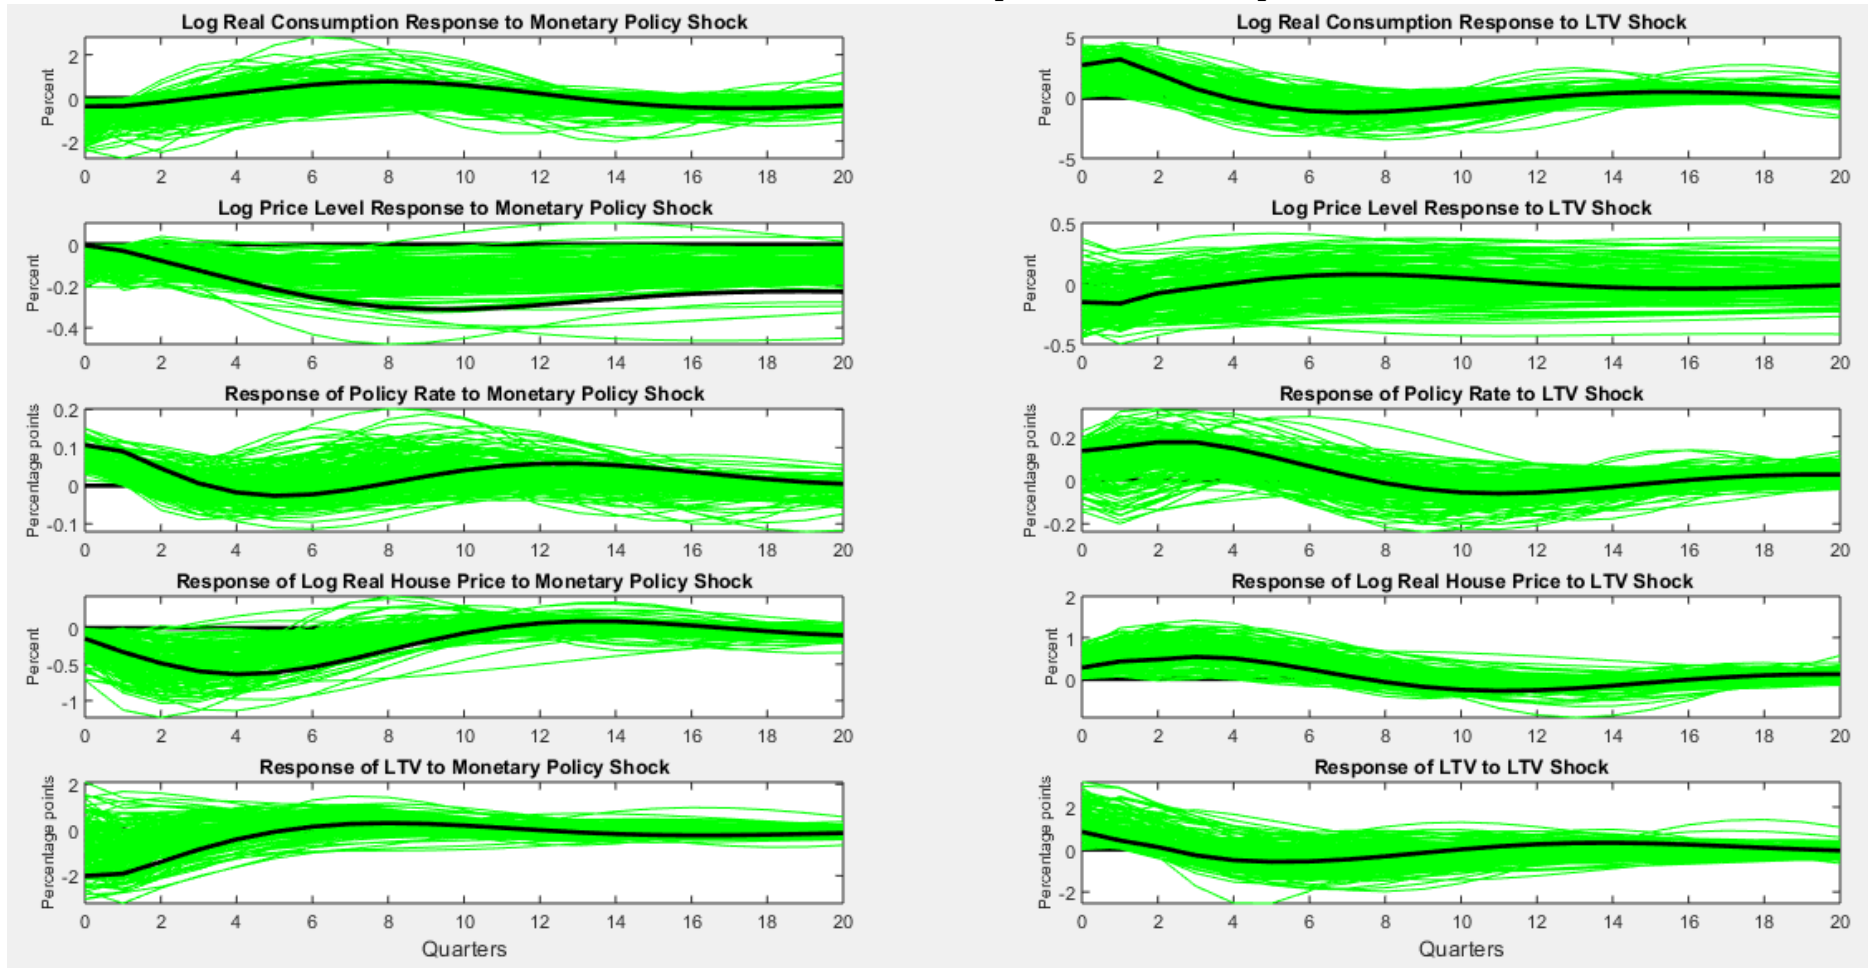 Log Real Consumption Response to Monetary Policy Shock
Percent
2
0
-2
0 2 4 6 8 10 12 14 16 18 20
Log Price Level Response to Monetary Policy Shock
Percent
0
-0.2
-0.4
0 2 4 6 8 10 12 14 16 18 20
Response of Policy Rate to Monetary Policy Shock
Percentage points
0.2
0.1
0
-0.1
0 2 4 6 8 10 12 14 16 18 20
Response of Log Real House Price to Monetary Policy Shock
Percent
0
-0.5
-1
0 2 4 6 8 10 12 14 16 18 20
Response of LTV to Monetary Policy Shock
Percentage points
2
0
-2
0 2 4 6 8 10 12 14 16 18 20
Quarters
Log Real Consumption Response to LTV Shock
Percent
5
0
-5
0 2 4 6 8 10 12 14 16 18 20
Log Price Level Response to LTV Shock
Percent
0.5
0
-0.5
0 2 4 6 8 10 12 14 16 18 20
Response of Policy Rate to LTV Shock
Percentage points
0.2
0
-0.2
0 2 4 6 8 10 12 14 16 18 20
Response of Log Real House Price to LTV Shock
Percent
2
1
0
0 2 4 6 8 10 12 14 16 18 20
Response of LTV to LTV Shock
Percentage points
2
0
-2
0 2 4 6 8 10 12 14 16 18 20
Quarters